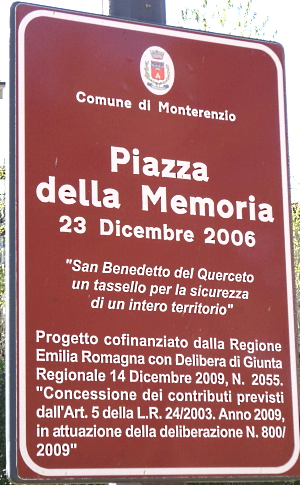 Comune di Monterenzio
Piazza
della Memoria
23 Dicembre 2006
"San Benedetto del Querceto
un tassello per la sicurezza
di un intero territorio"
Progetto cofinanziato dalla Regione
Emilia Romagna con Delibera di Giunta
Regionale 14 Dicembre 2009, N. 2055.
"Concessione dei contributi previsti
dall'Art. 5 della L.R. 24/2003. Anno 2009,
in attuazione della deliberazione N. 800/
2009"